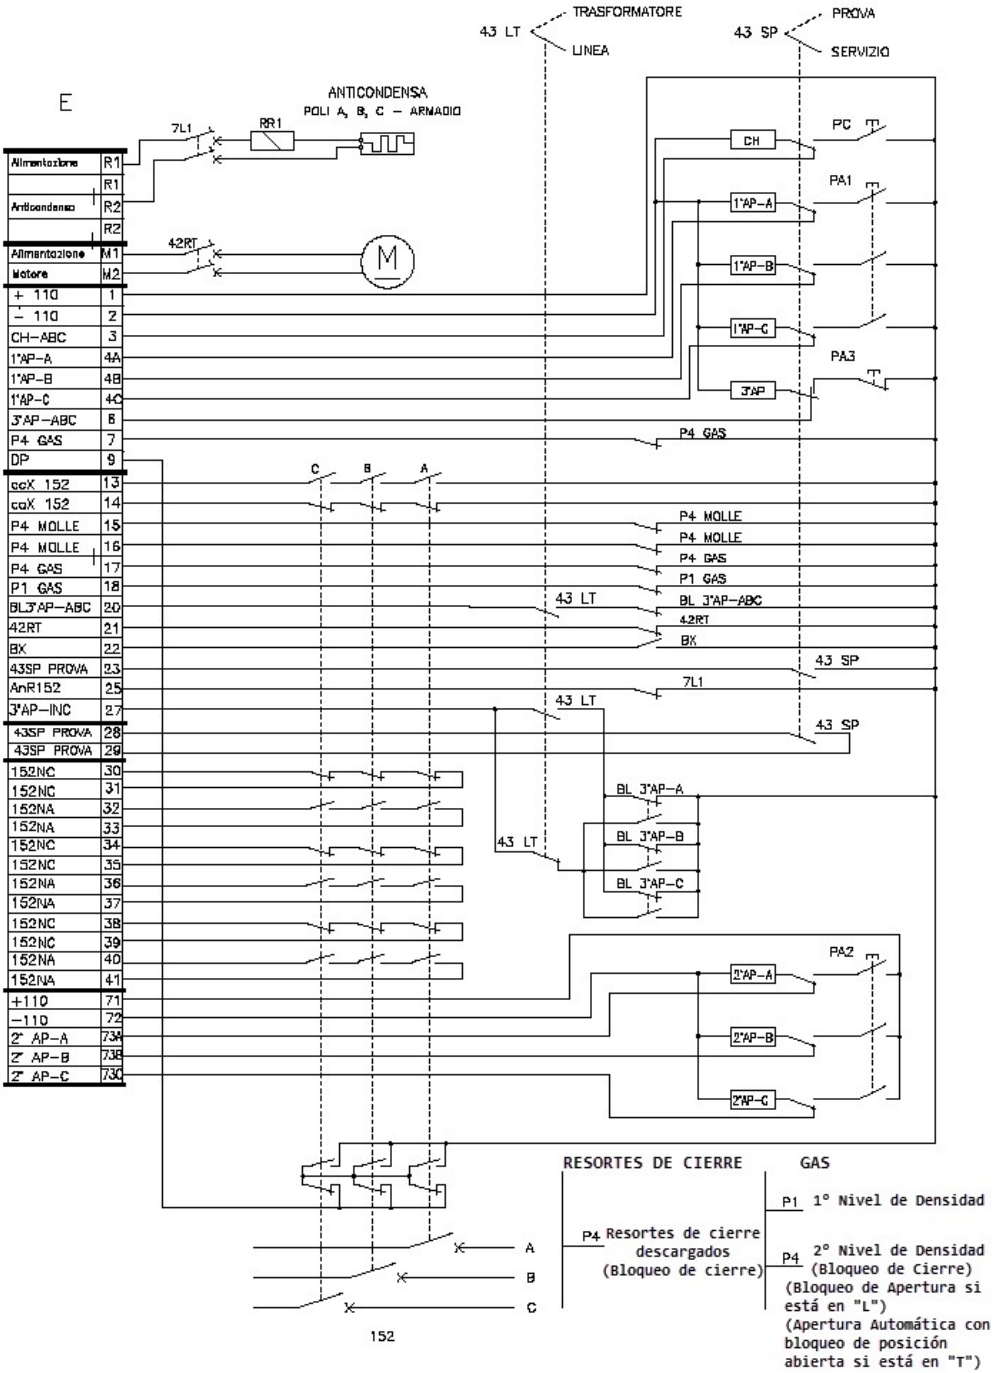 TRASFORMATORE
43 LT
LINEA
PROVA
43 SP
SERVIZIO
E
ANTICONDENSA
POLI A, B, C - ARMADIO
7L1
RR1
Alimentazione R1
R1
Anticondensa R2
R2
42RT
M
Alimentazione M1
Motore M2
+ 110 1
- 110 2
CH-ABC 3
1°AP-A 4A
1°AP-B 4B
1°AP-C 4C
3°AP-ABC 6
P4 GAS 7
DP 9
CH
PC
1°AP-A
PA1
1°AP-B
1°AP-C
3°AP
PA3
P4 GAS
ccX 152 13
caX 152 14
P4 MOLLE 15
P4 MOLLE 16
P4 GAS 17
P1 GAS 18
BL3°AP-ABC 20
42RT 21
BX 22
43SP PROVA 23
AnR152 25
3°AP-INC 27
C B A
P4 MOLLE
P4 MOLLE
P4 GAS
P1 GAS
43 LT
BL 3°AP-ABC
42RT
BX
43 SP
7L1
43 LT
43SP PROVA 28
43SP PROVA 29
43 SP
152NC 30
152NC 31
152NA 32
152NA 33
152NC 34
152NC 35
152NA 36
152NA 37
152NC 38
152NC 39
152NA 40
152NA 41
BL 3°AP-A
43 LT
BL 3°AP-B
BL 3°AP-C
+110 71
-110 72
2° AP-A 73A
2° AP-B 73B
2° AP-C 73C
2°AP-A
PA2
2°AP-B
2°AP-C
A
B
C
152
RESORTES DE CIERRE
P4 Resortes de cierre
descargados
(Bloqueo de cierre)
GAS
P1 1º Nivel de Densidad
P4 2º Nivel de Densidad
(Bloqueo de Cierre)
(Bloqueo de Apertura si
está en "L")
(Apertura Automática con
bloqueo de posición
abierta si está en "T")